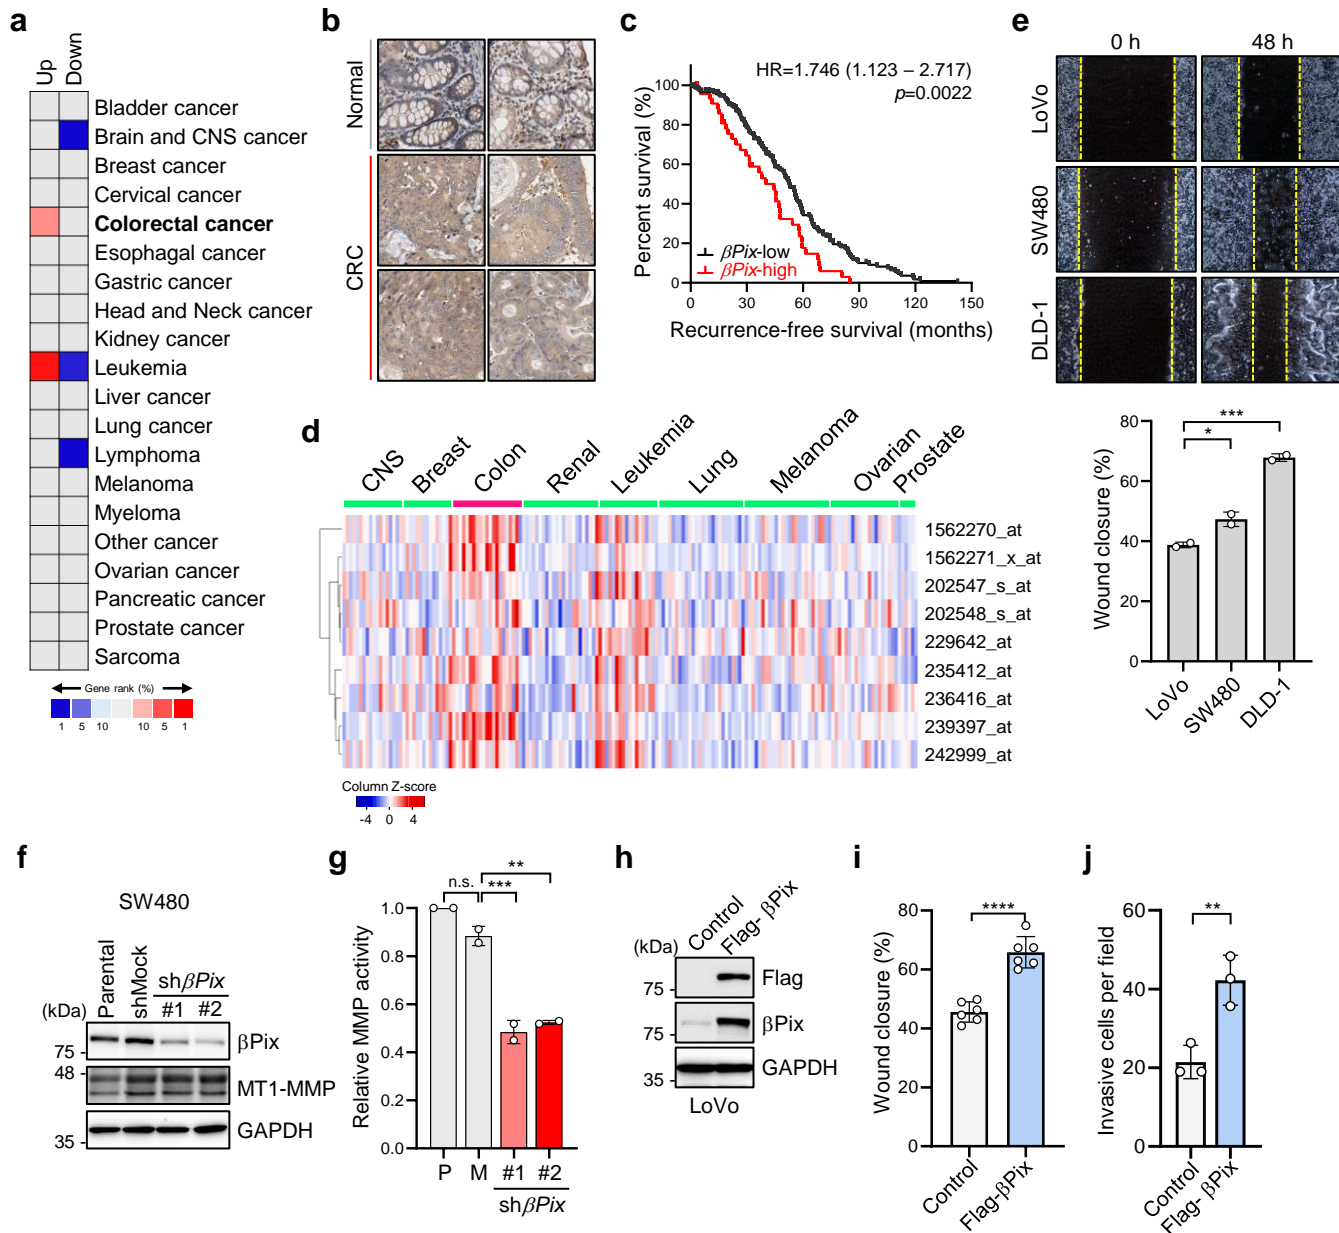 a
Up
Down
Bladder cancer
Brain and CNS cancer
Breast cancer
Cervical cancer
Colorectal cancer
Esophagal cancer
Gastric cancer
Head and Neck cancer
Kidney cancer
Leukemia
Liver cancer
Lung cancer
Lymphoma
Melanoma
Myeloma
Other cancer
Ovarian cancer
Pancreatic cancer
Prostate cancer
Sarcoma
Gene rank (%)
1 5 10 10 5 1
b
Normal
CRC
c
HR=1.746 (1.123 – 2.717)
p=0.0022
Percent survival (%)
100
80
60
40
20
0
βPix-low
βPix-high
0 30 60 90 120 150
Recurrence-free survival (months)
d
CNS
Breast
Colon
Renal
Leukemia
Lung
Melanoma
Ovarian
Prostate
1562270_at
1562271_x_at
202547_s_at
202548_s_at
229642_at
235412_at
236416_at
239397_at
242999_at
Column Z-score
-4 0 4
e
0 h 48 h
LoVo
SW480
DLD-1
Wound closure (%)
80
60
40
20
0
*
***
LoVo
SW480
DLD-1
f
SW480
Parental
shMock
shβPix
#1 #2
(kDa)
75 -
48 -
35 -
βPix
MT1-MMP
GAPDH
g
Relative MMP activity
1.0
0.8
0.6
0.4
0.2
0.0
n.s.
***
**
P M #1 #2
shβPix
h
Control
Flag- βPix
(kDa)
75 -
75 -
35 -
Flag
βPix
GAPDH
LoVo
i
Wound closure (%)
80
60
40
20
0
****
Control
Flag-βPix
j
Invasive cells per field
60
40
20
0
**
Control
Flag- βPix